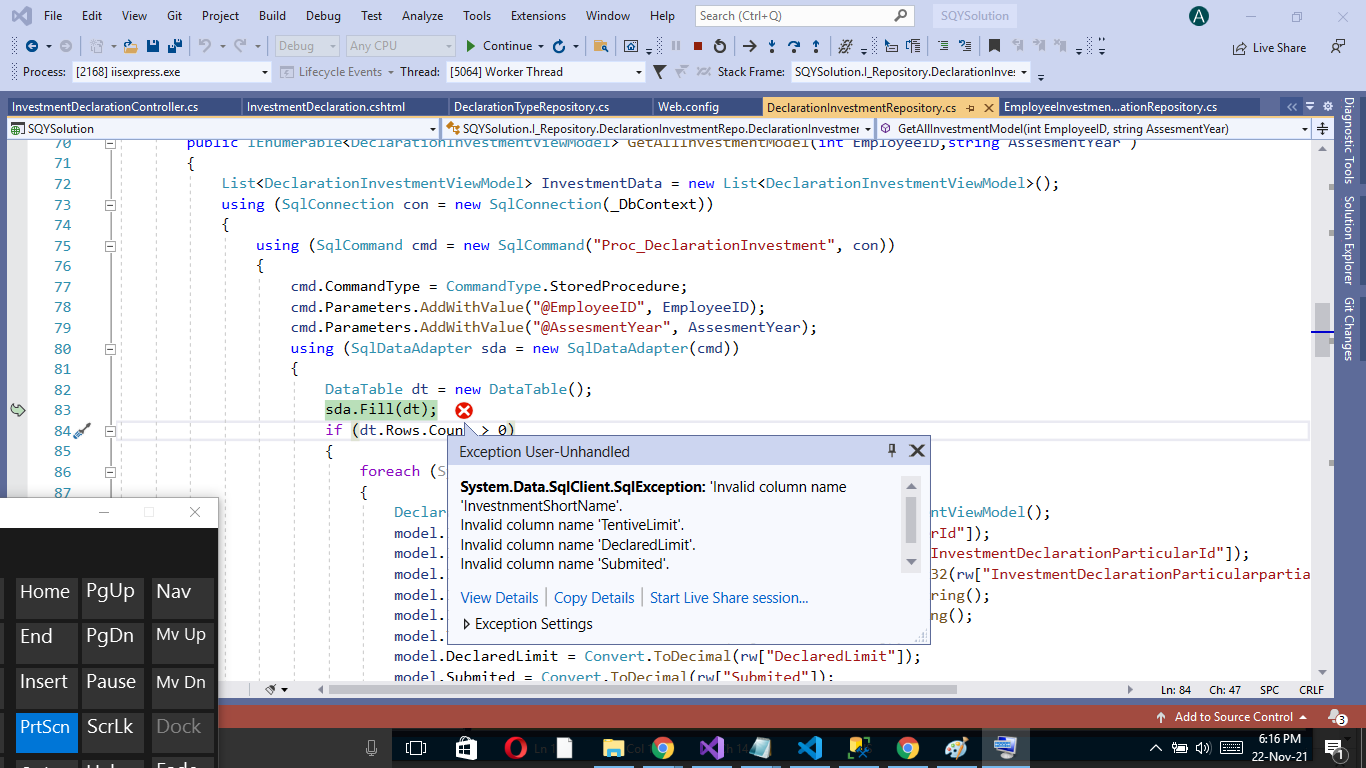 File Edit View Git Project Build Debug Test Analyze Tools Extensions Window Help Search (Ctrl+Q) SQYSolution A
Debug Any CPU Continue Live Share
Process: [2168] iisexpress.exe Lifecycle Events Thread: [5064] Worker Thread Stack Frame: SQYSolution.I_Repository.DeclarationInves
InvestmentDeclarationController.cs InvestmentDeclaration.cshtml DeclarationTypeRepository.cs Web.config DeclarationInvestmentRepository.cs EmployeeInvestmen...ationRepository.cs
SQYSolution SQYSolution.I_Repository.DeclarationInvestmentRepo.DeclarationInvestmer GetAllInvestmentModel(int EmployeeID, string AssesmentYear)
70 public IEnumerable<DeclarationInvestmentViewModel> GetAllInvestmentModel(int EmployeeID,string AssesmentYear )
71 {
72 List<DeclarationInvestmentViewModel> InvestmentData = new List<DeclarationInvestmentViewModel>();
73 using (SqlConnection con = new SqlConnection(_DbContext))
74 {
75 using (SqlCommand cmd = new SqlCommand("Proc_DeclarationInvestment", con))
76 {
77 cmd.CommandType = CommandType.StoredProcedure;
78 cmd.Parameters.AddWithValue("@EmployeeID", EmployeeID);
79 cmd.Parameters.AddWithValue("@AssesmentYear", AssesmentYear);
80 using (SqlDataAdapter sda = new SqlDataAdapter(cmd))
81 {
82 DataTable dt = new DataTable();
83 sda.Fill(dt);
84 if (dt.Rows.Coun > 0)
85 {
86 foreach (S
87 {
Declar ntViewModel();
model. rId"]);
model. InvestmentDeclarationParticularId"]);
model. 32(rw["InvestmentDeclarationParticularpartia
model. ring();
model. ng();
model.
model.DeclaredLimit = Convert.ToDecimal(rw["DeclaredLimit"]);
model.Submited = Convert.ToDecimal(rw["Submited"]);
Exception User-Unhandled
System.Data.SqlClient.SqlException: 'Invalid column name
'InvestnmentShortName'.
Invalid column name 'TentiveLimit'.
Invalid column name 'DeclaredLimit'.
Invalid column name 'Submited'.
View Details Copy Details Start Live Share session...
Exception Settings
Diagnostic Tools
Solution Explorer
Git Changes
Home PgUp Nav
End PgDn Mv Up
Insert Pause Mv Dn
PrtScn ScrLk Dock
Ln: 84 Ch: 47 SPC CRLF
Add to Source Control 3
6:16 PM
22-Nov-21
1